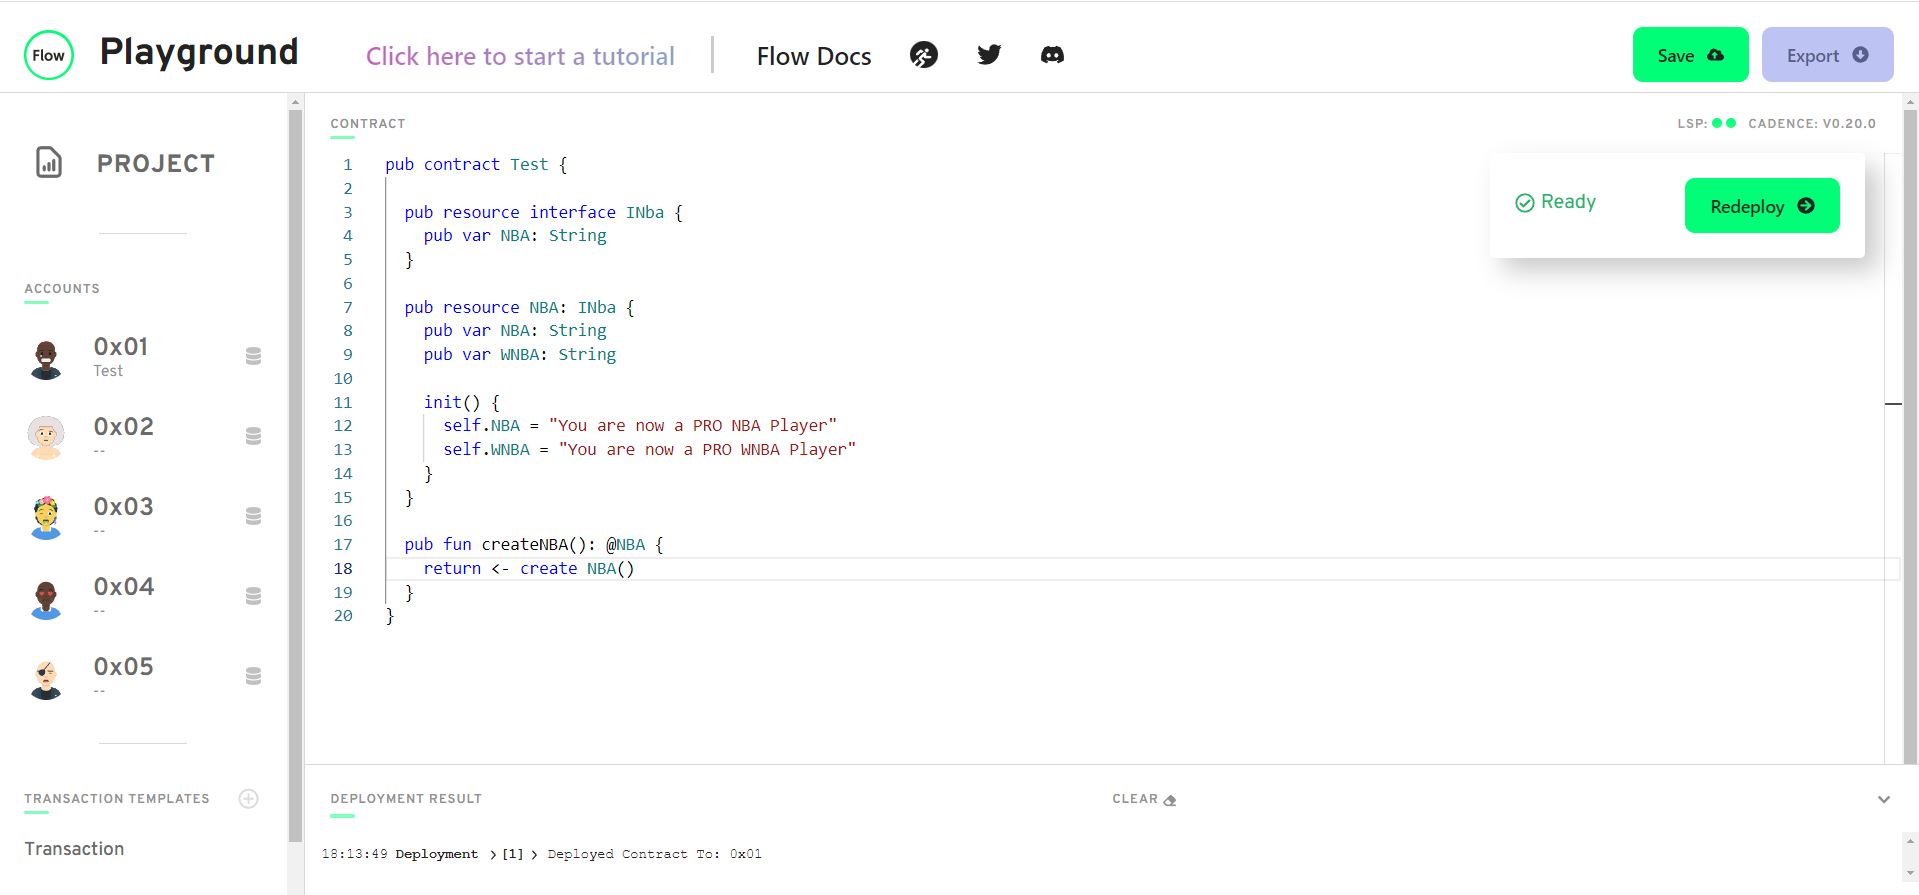 Flow Playground Click here to start a tutorial Flow Docs Save Export
PROJECT
ACCOUNTS
0x01
Test
0x02
--
0x03
--
0x04
--
0x05
--
TRANSACTION TEMPLATES
Transaction
CONTRACT LSP: CADENCE: V0.20.0
Ready Redeploy
1 pub contract Test {
2
3 pub resource interface INba {
4 pub var NBA: String
5 }
6
7 pub resource NBA: INba {
8 pub var NBA: String
9 pub var WNBA: String
10
11 init() {
12 self.NBA = "You are now a PRO NBA Player"
13 self.WNBA = "You are now a PRO WNBA Player"
14 }
15 }
16
17 pub fun createNBA(): @NBA {
18 return <- create NBA()
19 }
20 }
DEPLOYMENT RESULT CLEAR
18:13:49 Deployment > [1] > Deployed Contract To: 0x01